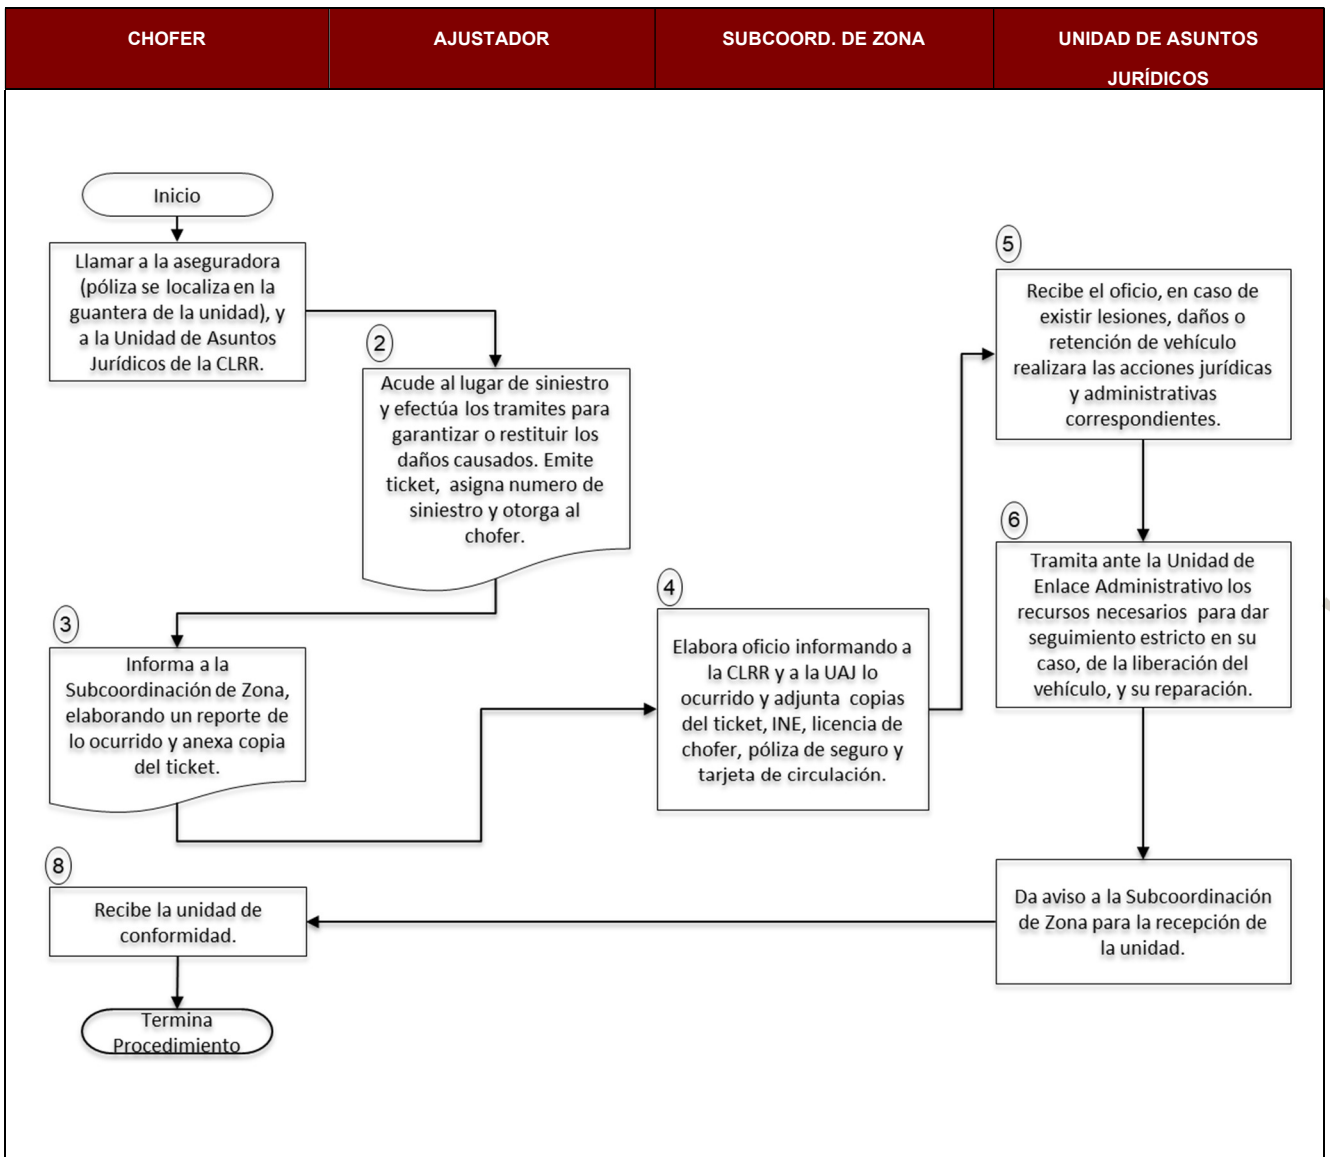 CHOFER
AJUSTADOR
SUBCOORD. DE ZONA
UNIDAD DE ASUNTOS
JURÍDICOS
Inicio
Llamar a la aseguradora
(póliza se localiza en la
guantera de la unidad), y
a la Unidad de Asuntos
Jurídicos de la CLRR.
2
Acude al lugar de siniestro
y efectúa los tramites para
garantizar o restituir los
daños causados. Emite
ticket, asigna numero de
siniestro y otorga al
chofer.
3
Informa a la
Subcoordinación de Zona,
elaborando un reporte de
lo ocurrido y anexa copia
del ticket.
4
Elabora oficio informando a
la CLRR y a la UAJ lo
ocurrido y adjunta copias
del ticket, INE, licencia de
chofer, póliza de seguro y
tarjeta de circulación.
5
Recibe el oficio, en caso de
existir lesiones, daños o
retención de vehículo
realizara las acciones jurídicas
y administrativas
correspondientes.
6
Tramita ante la Unidad de
Enlace Administrativo los
recursos necesarios para dar
seguimiento estricto en su
caso, de la liberación del
vehículo, y su reparación.
Da aviso a la Subcoordinación
de Zona para la recepción de
la unidad.
8
Recibe la unidad de
conformidad.
Termina
Procedimiento